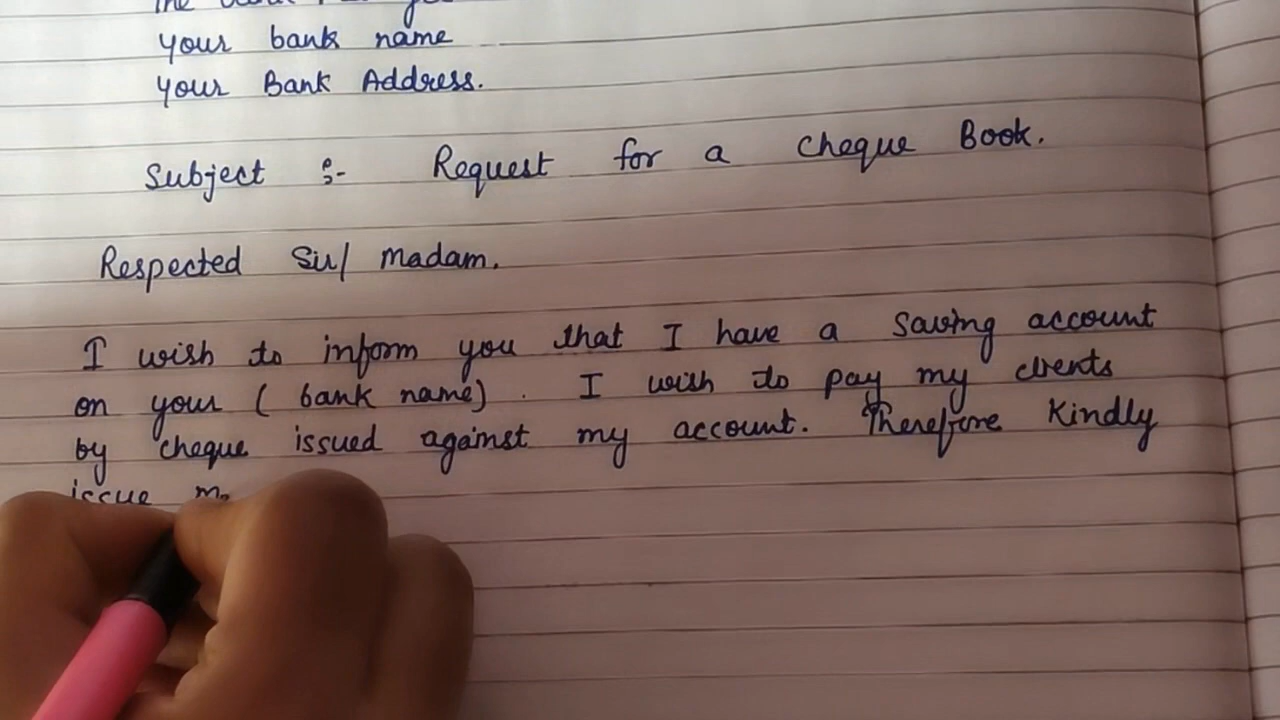 The
your bank name
your Bank Address.
Subject :- Request for a cheque Book.
Respected Sir/ madam.
I wish to inform you that I have a saving account
on your ( bank name) . I wish to pay my clients
by cheque issued against my account. Therefore kindly
issue